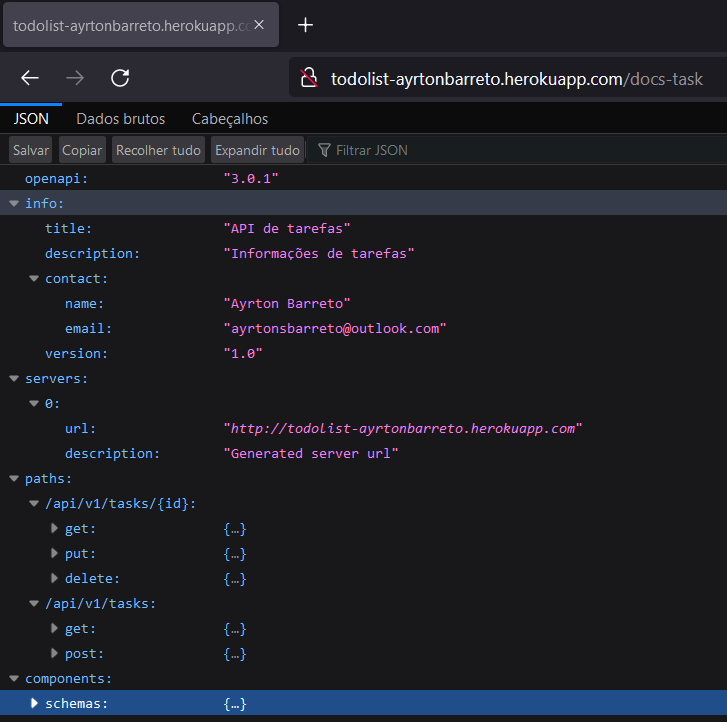 todolist-ayrtonbarreto.herokuapp.co
todolist-ayrtonbarreto.herokuapp.com/docs-task
JSON Dados brutos Cabeçalhos
Salvar Copiar Recolher tudo Expandir tudo Filtrar JSON
openapi: "3.0.1"
info:
title: "API de tarefas"
description: "Informações de tarefas"
contact:
name: "Ayrton Barreto"
email: "ayrtonsbarreto@outlook.com"
version: "1.0"
servers:
0:
url: "http://todolist-ayrtonbarreto.herokuapp.com"
description: "Generated server url"
paths:
/api/v1/tasks/{id}:
get: {…}
put: {…}
delete: {…}
/api/v1/tasks:
get: {…}
post: {…}
components:
schemas: {…}